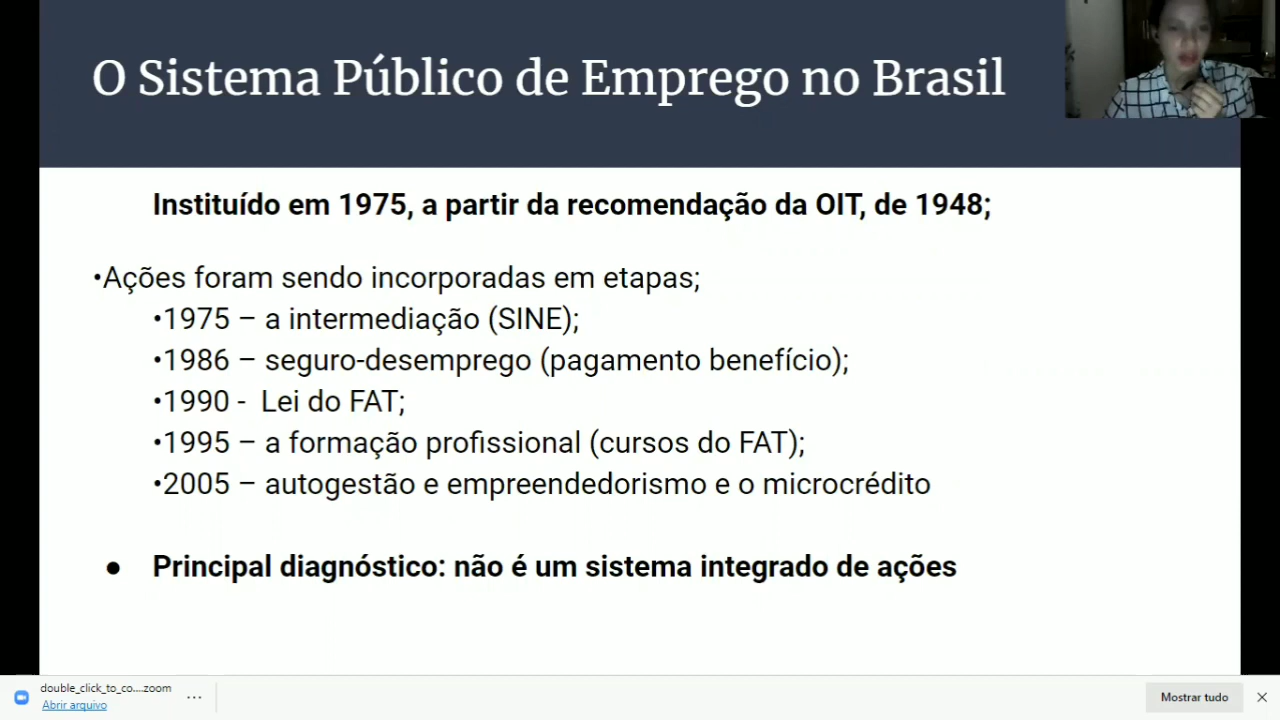 O Sistema Público de Emprego no Brasil
Instituído em 1975, a partir da recomendação da OIT, de 1948;
•Ações foram sendo incorporadas em etapas;
•1975 – a intermediação (SINE);
•1986 – seguro-desemprego (pagamento benefício);
•1990 - Lei do FAT;
•1995 – a formação profissional (cursos do FAT);
•2005 – autogestão e empreendedorismo e o microcrédito
● Principal diagnóstico: não é um sistema integrado de ações
double_click_to_co....zoom
Abrir arquivo
Mostrar tudo